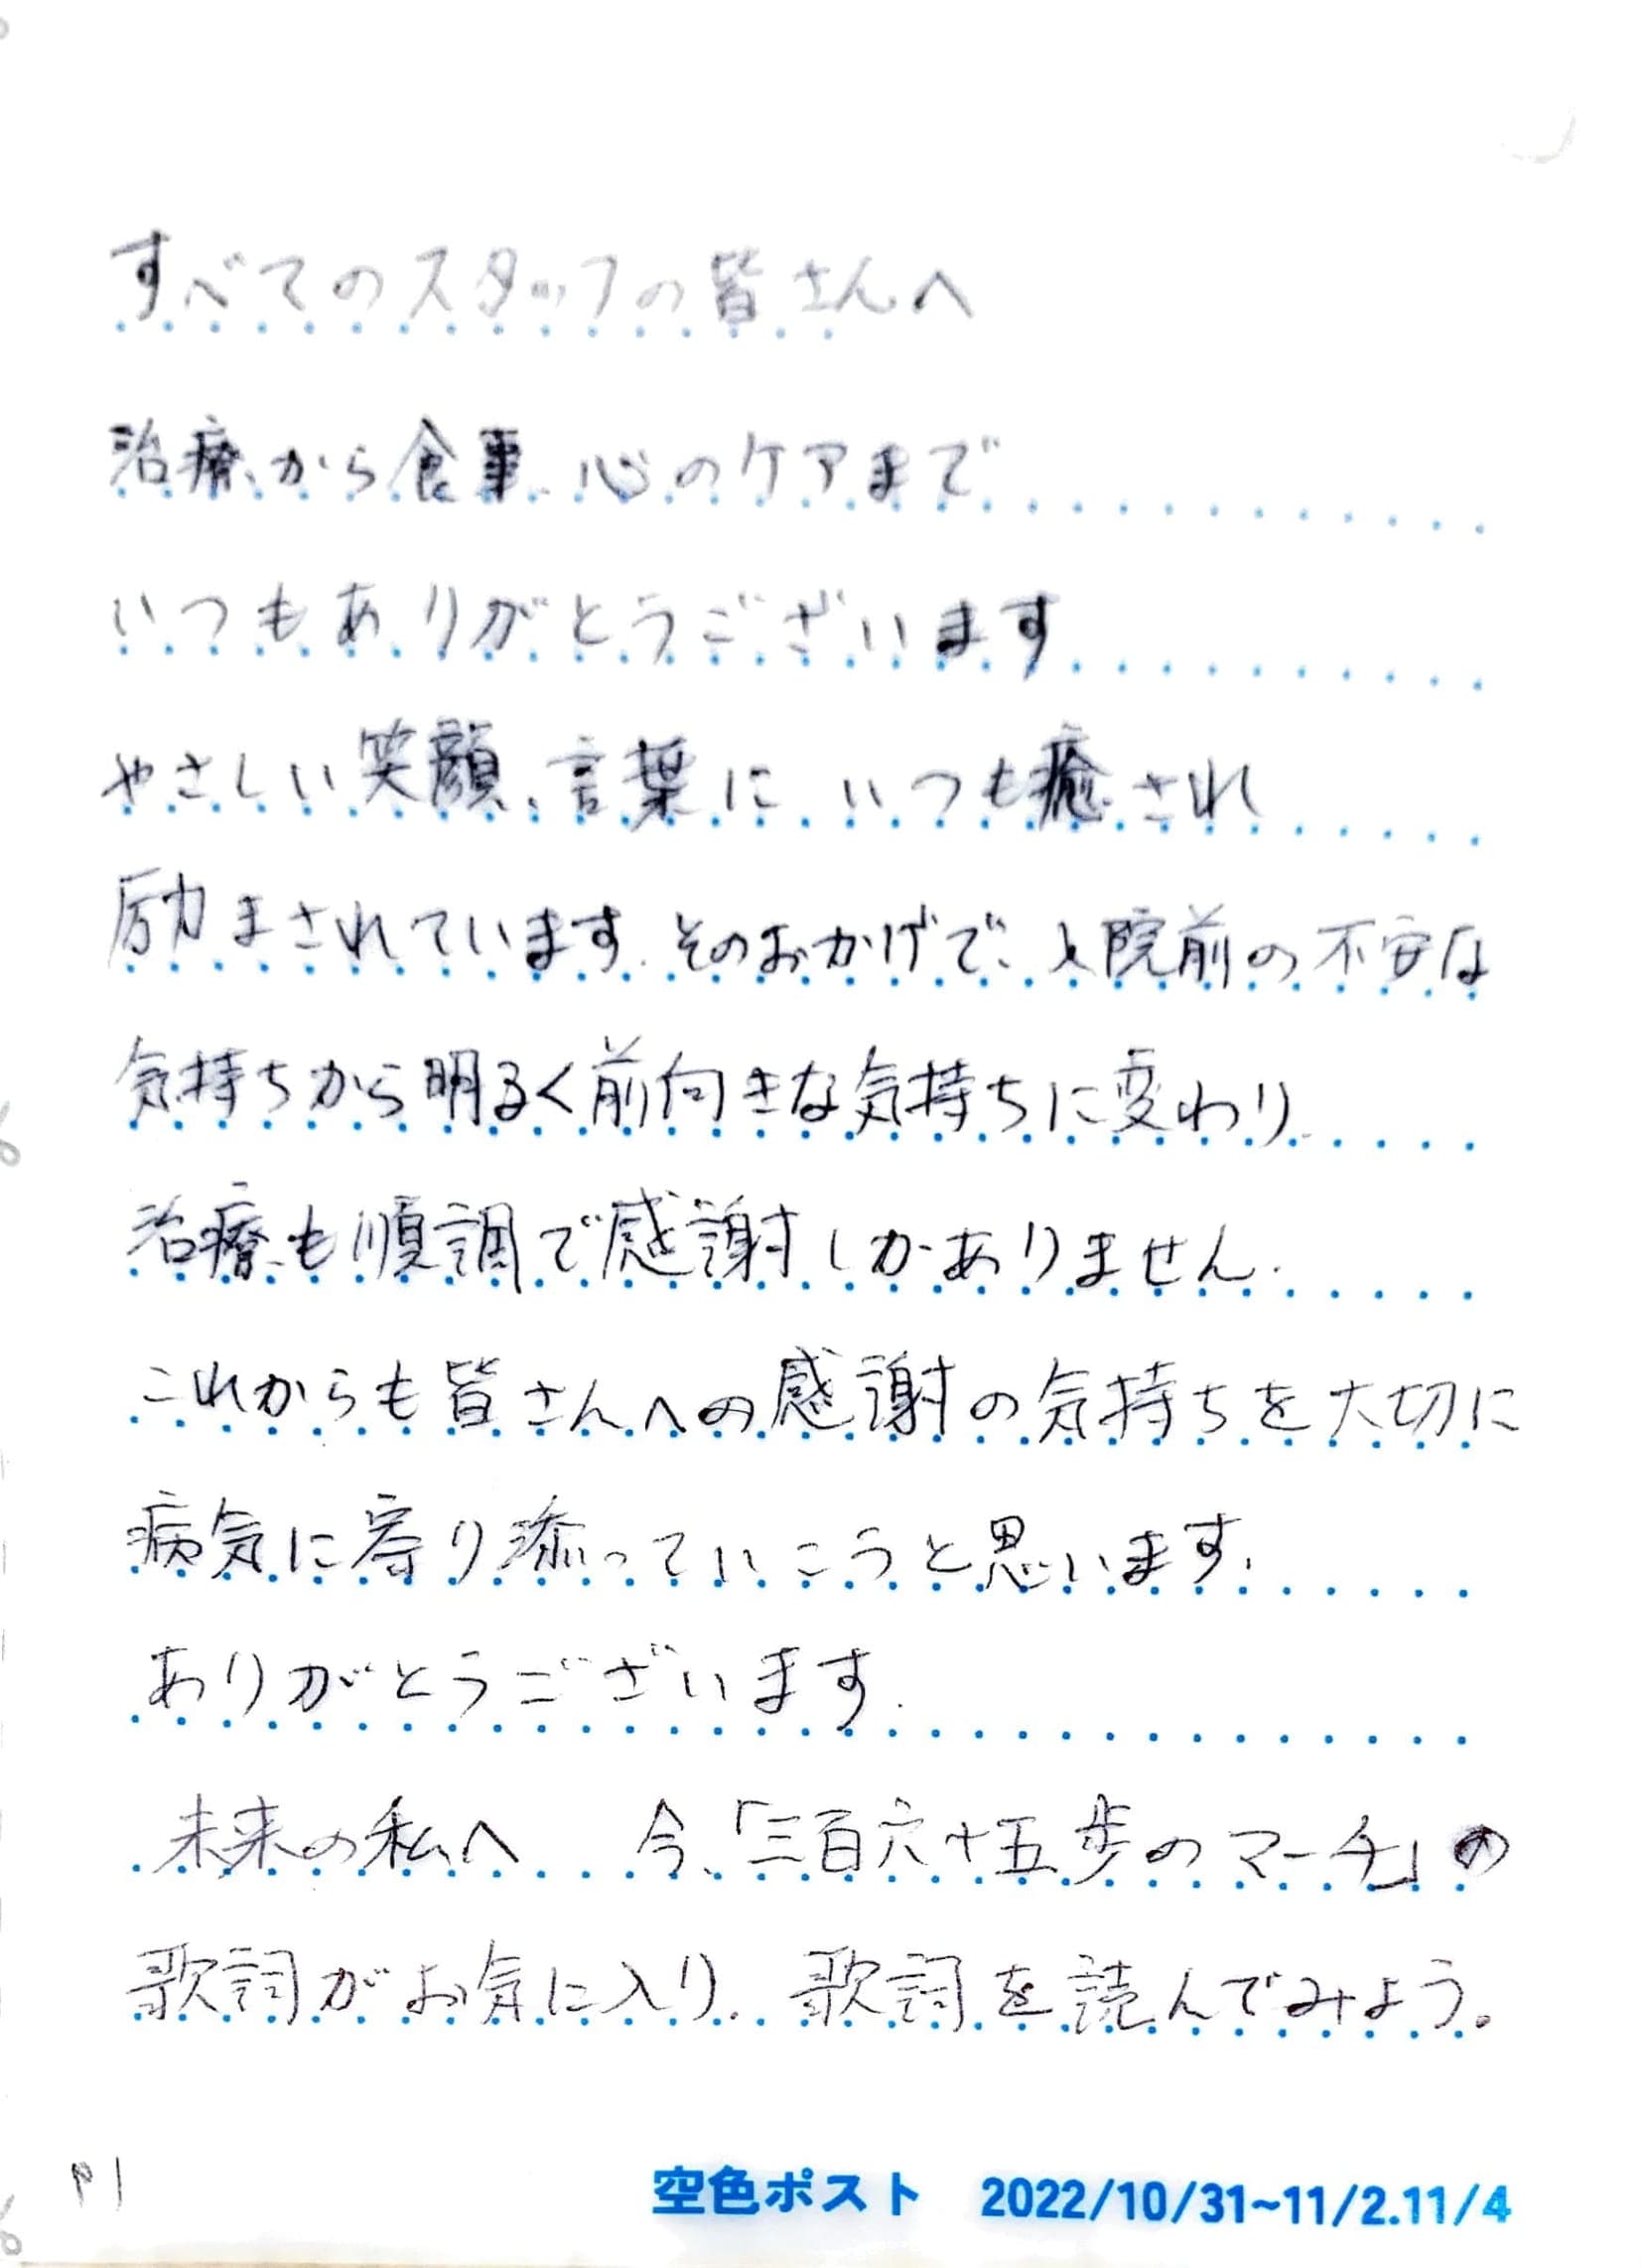 すべてのスタッフの皆さんへ
治療から食事、心のケアまで
いつもありがとうございます
やさしい笑顔、言葉に いつも癒され
励まされています。そのおかげで、入院前の不安な
気持ちから明るく前向きな気持ちに変わり
治療も順調で感謝しかありません。
これからも皆さんへの感謝の気持ちを大切に
病気に寄り添っていこうと思います。
ありがとうございます。
未来の私へ 今、「三百六十五歩のマーチ」の
歌詞がお気に入り。歌詞を読んでみよう。
P1
空色ポスト 2022/10/31~11/2.11/4